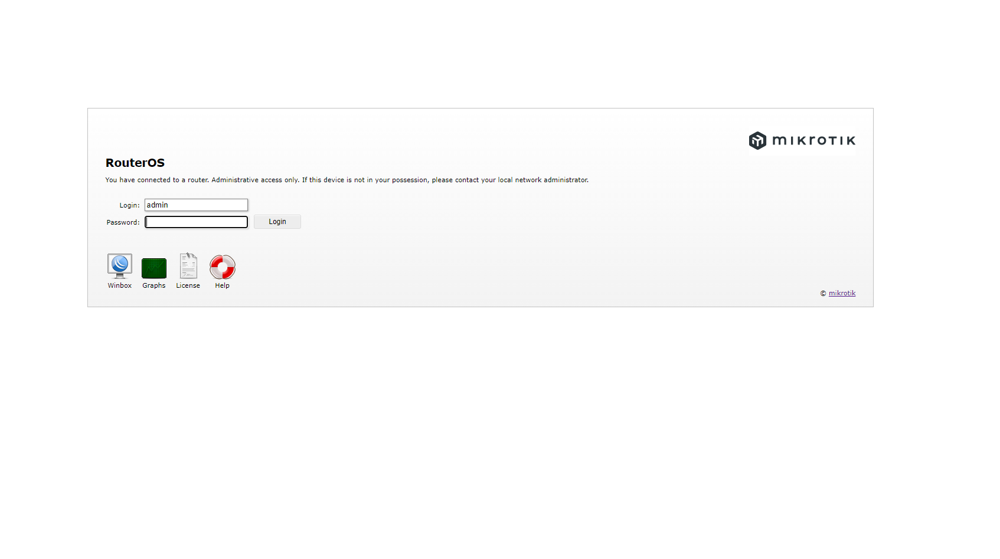 mikrotik
RouterOS
You have connected to a router. Administrative access only. If this device is not in your possession, please contact your local network administrator.
Login: admin
Password: Login
Winbox Graphs License Help
© mikrotik